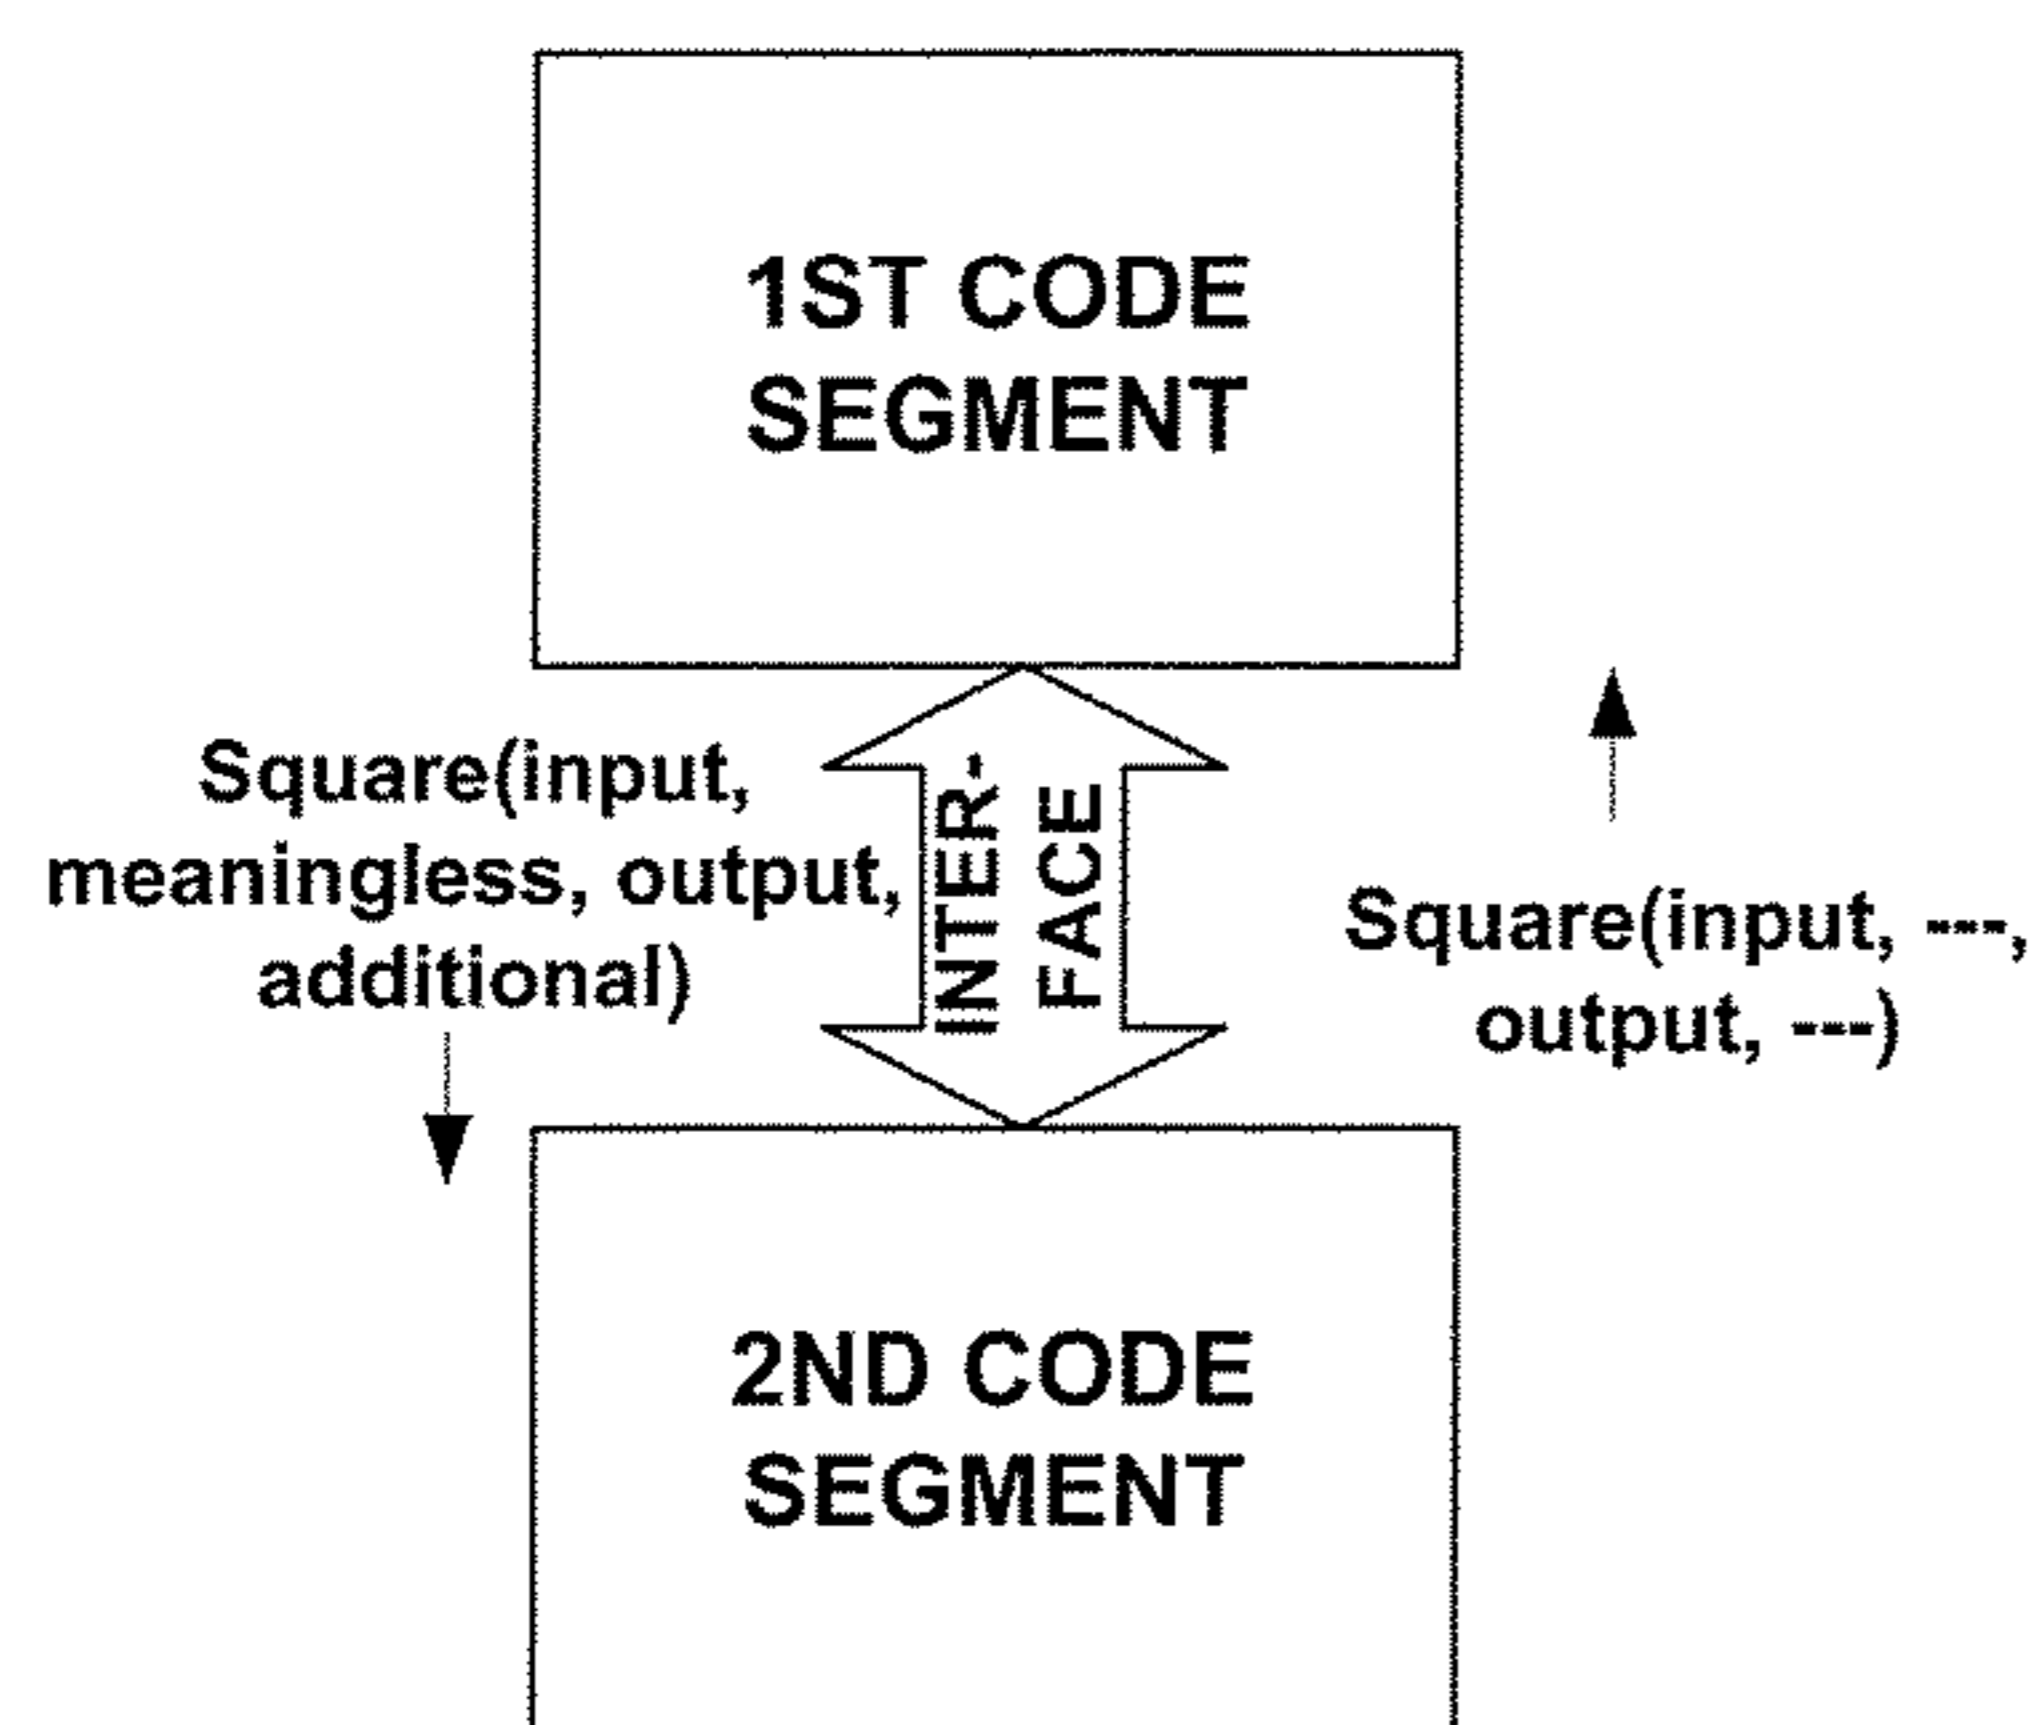 1ST CODE
SEGMENT
Square(input,
meaningless, output,
additional)
INTER-
FACE
Square(input, ---,
output, ---)
2ND CODE
SEGMENT